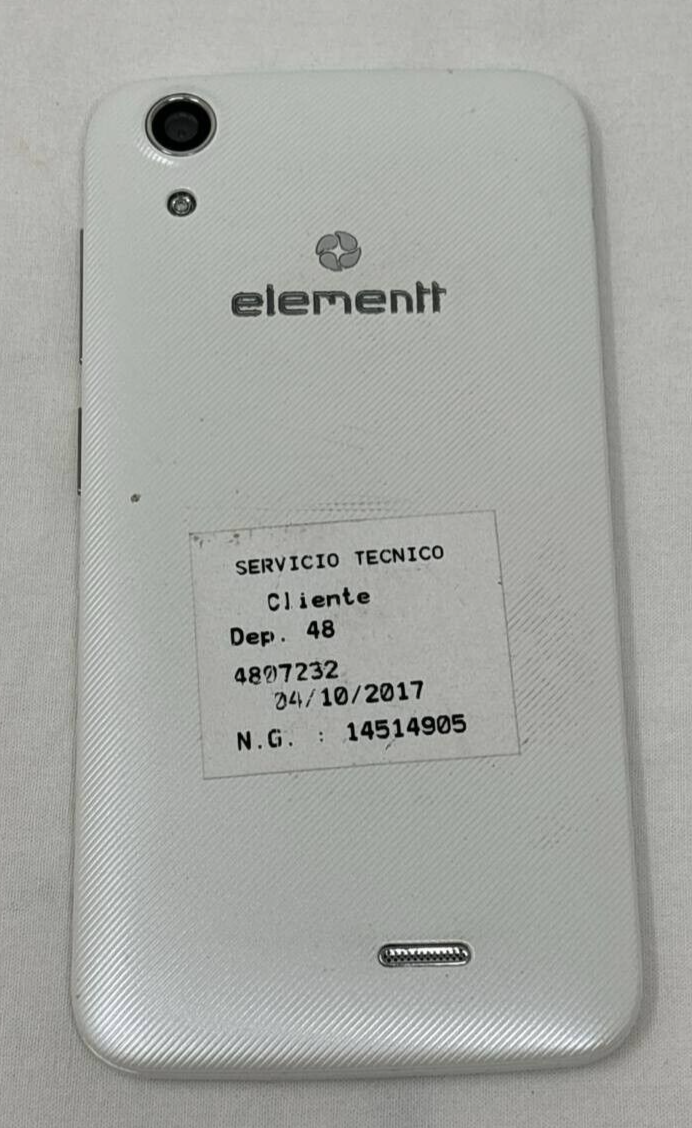 elementt
SERVICIO TECNICO
Cliente
Dep. 48
4807232
04/10/2017
N.G. : 14514905